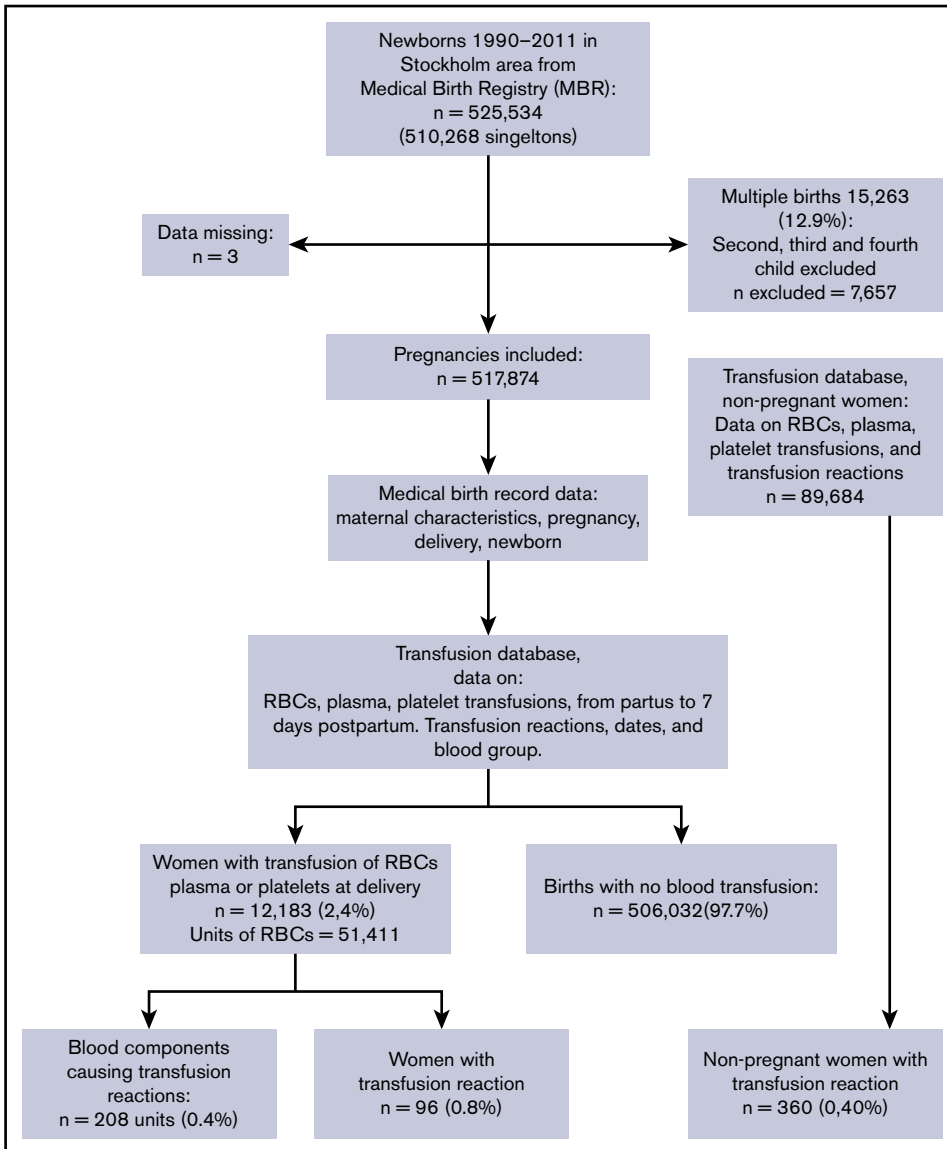 Newborns 1990–2011 in
Stockholm area from
Medical Birth Registry (MBR):
n = 525,534
(510,268 singeltons)
Data missing:
n = 3
Multiple births 15,263
(12.9%):
Second, third and fourth
child excluded
n excluded = 7,657
Pregnancies included:
n = 517,874
Transfusion database,
non-pregnant women:
Data on RBCs, plasma,
platelet transfusions, and
transfusion reactions
n = 89,684
Medical birth record data:
maternal characteristics, pregnancy,
delivery, newborn
Transfusion database,
data on:
RBCs, plasma, platelet transfusions, from partus to 7
days postpartum. Transfusion reactions, dates, and
blood group.
Women with transfusion of RBCs
plasma or platelets at delivery
n = 12,183 (2,4%)
Units of RBCs = 51,411
Births with no blood transfusion:
n = 506,032(97.7%)
Blood components
causing transfusion
reactions:
n = 208 units (0.4%)
Women with
transfusion reaction
n = 96 (0.8%)
Non-pregnant women with
transfusion reaction
n = 360 (0,40%)